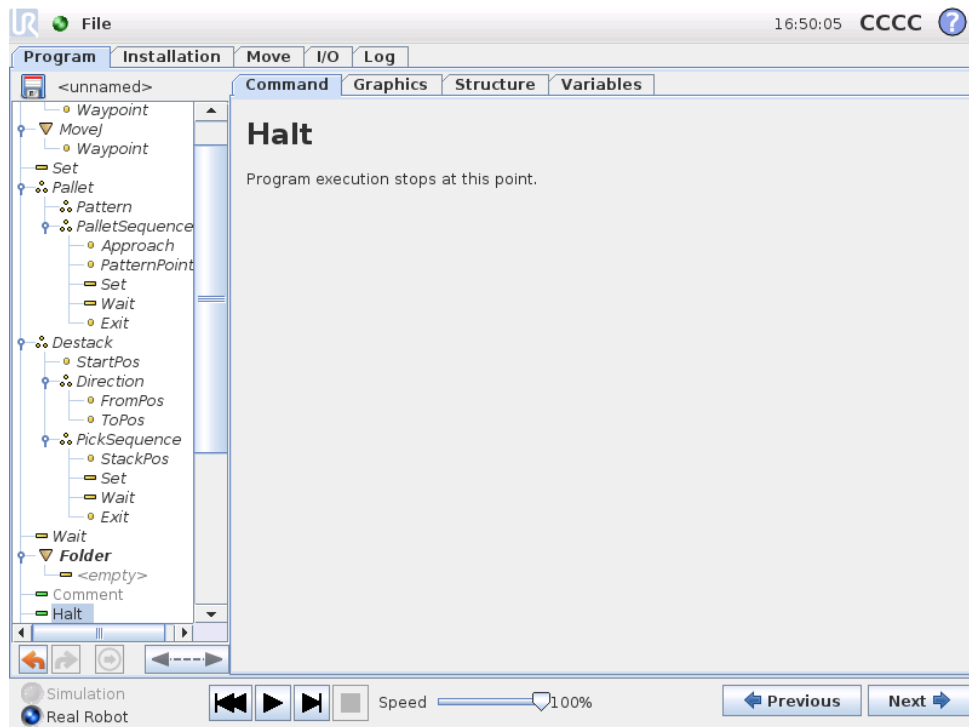 UR File 16:50:05 CCCC ?
Program Installation Move I/O Log
<unnamed>
Command Graphics Structure Variables
Waypoint
MoveJ
Waypoint
Set
Pallet
Pattern
PalletSequence
Approach
PatternPoint
Set
Wait
Exit
Destack
StartPos
Direction
FromPos
ToPos
PickSequence
StackPos
Set
Wait
Exit
Wait
Folder
<empty>
Comment
Halt
Halt
Program execution stops at this point.
Simulation
Real Robot
Speed 100%
Previous Next